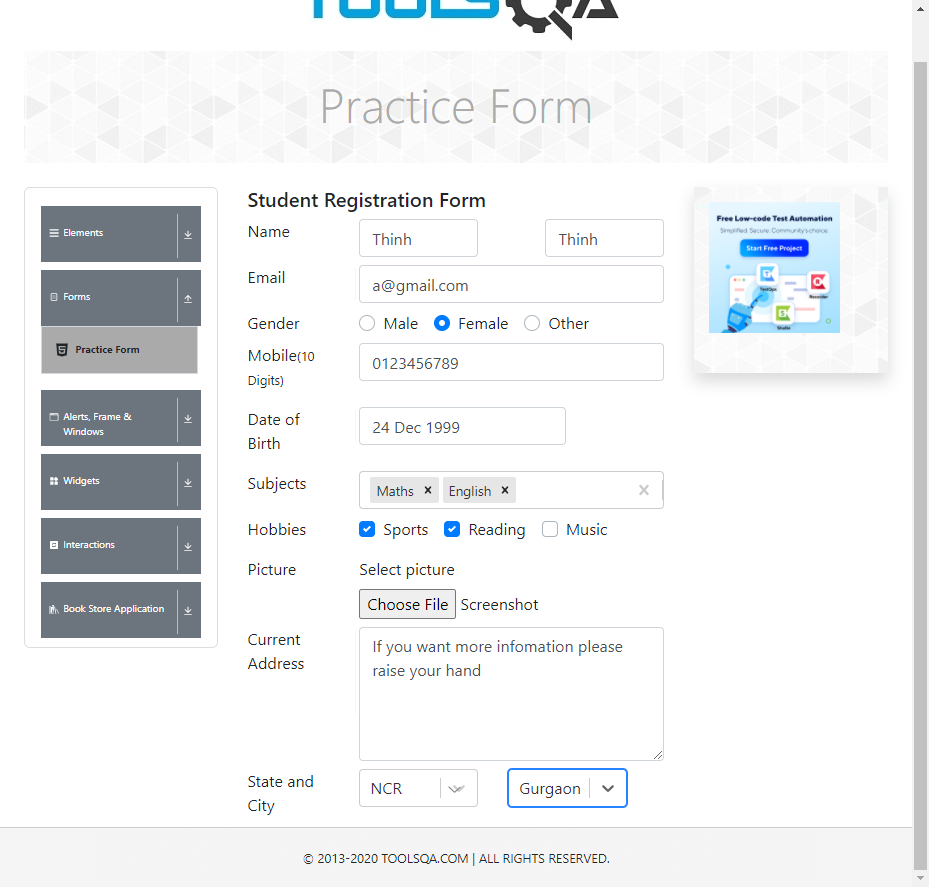 TOOLSQA
Practice Form
Elements
Forms
Practice Form
Alerts, Frame &
Windows
Widgets
Interactions
Book Store Application
Student Registration Form
Name
Thinh
Thinh
Email
a@gmail.com
Gender
Male
Female
Other
Mobile(10
Digits)
0123456789
Date of
Birth
24 Dec 1999
Subjects
Maths
English
Hobbies
Sports
Reading
Music
Picture
Select picture
Choose File
Screenshot
Current
Address
If you want more infomation please
raise your hand
State and
City
NCR
Gurgaon
Free Low-code Test Automation
Simplified. Secure. Community's choice.
Start Free Project
TestOps
Recorder
Studio
© 2013-2020 TOOLSQA.COM | ALL RIGHTS RESERVED.